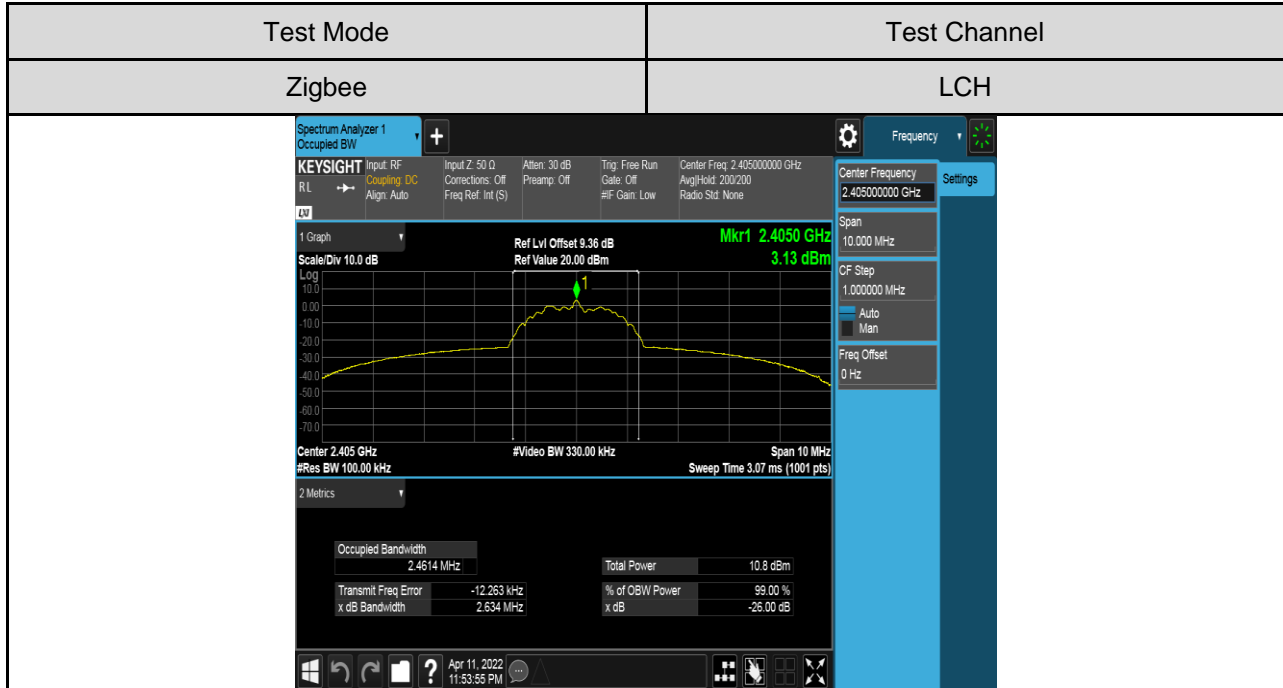 Test Mode Test Channel
Zigbee LCH
Spectrum Analyzer 1
Occupied BW
+
Frequency
KEYSIGHT Input: RF Input Z: 50 Ω Atten: 30 dB Trig: Free Run Center Freq: 2.405000000 GHz
RL Coupling: DC Corrections: Off Preamp: Off Gate: Off Avg|Hold: 200/200
Align: Auto Freq Ref: Int (S) #IF Gain: Low Radio Std: None
LXI
Center Frequency
2.405000000 GHz
Settings
Span
10.000 MHz
CF Step
1.000000 MHz
Auto
Man
Freq Offset
0 Hz
1 Graph
Ref Lvl Offset 9.36 dB Mkr1 2.4050 GHz
Scale/Div 10.0 dB Ref Value 20.00 dBm 3.13 dBm
Log
1
10.0
0.00
-10.0
-20.0
-30.0
-40.0
-50.0
-60.0
-70.0
Center 2.405 GHz #Video BW 330.00 kHz Span 10 MHz
#Res BW 100.00 kHz Sweep Time 3.07 ms (1001 pts)
2 Metrics
Occupied Bandwidth
2.4614 MHz Total Power 10.8 dBm
Transmit Freq Error -12.263 kHz % of OBW Power 99.00 %
x dB Bandwidth 2.634 MHz x dB -26.00 dB
? Apr 11, 2022
11:53:55 PM